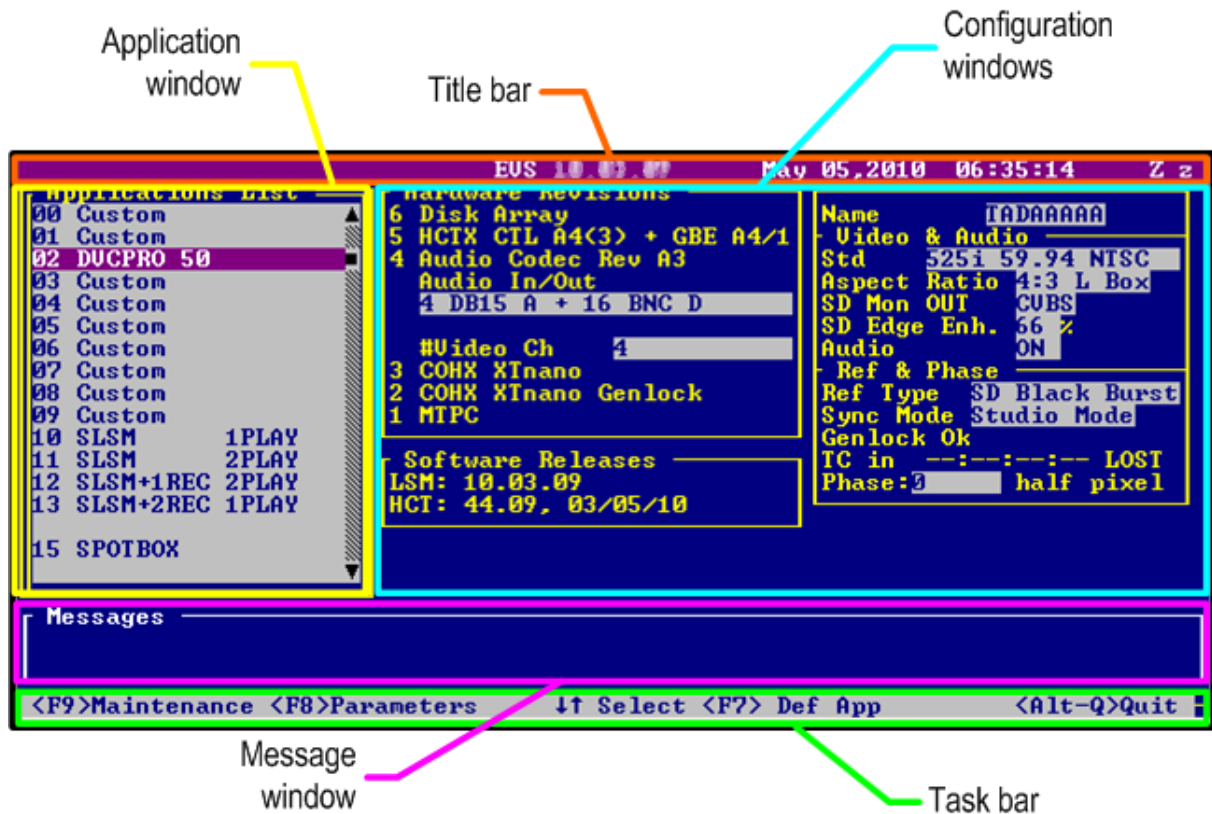 Application
window
Title bar
Configuration
windows
EVS 10.03.09 May 05,2010 06:35:14 Z z
Applications List
00 Custom
01 Custom
02 DVCPRO 50
03 Custom
04 Custom
05 Custom
06 Custom
07 Custom
08 Custom
09 Custom
10 SLSM 1PLAY
11 SLSM 2PLAY
12 SLSM+1REC 2PLAY
13 SLSM+2REC 1PLAY
15 SPOTBOX
Hardware Revisions
6 Disk Array
5 HCTX CTL A4(3) + GBE A4/1
4 Audio Codec Rev A3
Audio In/Out
4 DB15 A + 16 BNC D
#Video Ch 4
3 COHX XTnano
2 COHX XTnano Genlock
1 MTPC
Software Releases
LSM: 10.03.09
HCT: 44.09, 03/05/10
Name TADAAAAA
Video & Audio
Std 525i 59.94 NTSC
Aspect Ratio 4:3 L Box
SD Mon OUT CVBS
SD Edge Enh. 66 %
Audio ON
Ref & Phase
Ref Type SD Black Burst
Sync Mode Studio Mode
Genlock Ok
TC in --:--:--:-- LOST
Phase:0 half pixel
Messages
<F9>Maintenance <F8>Parameters ↓↑ Select <F7> Def App <Alt-Q>Quit
Message
window
Task bar